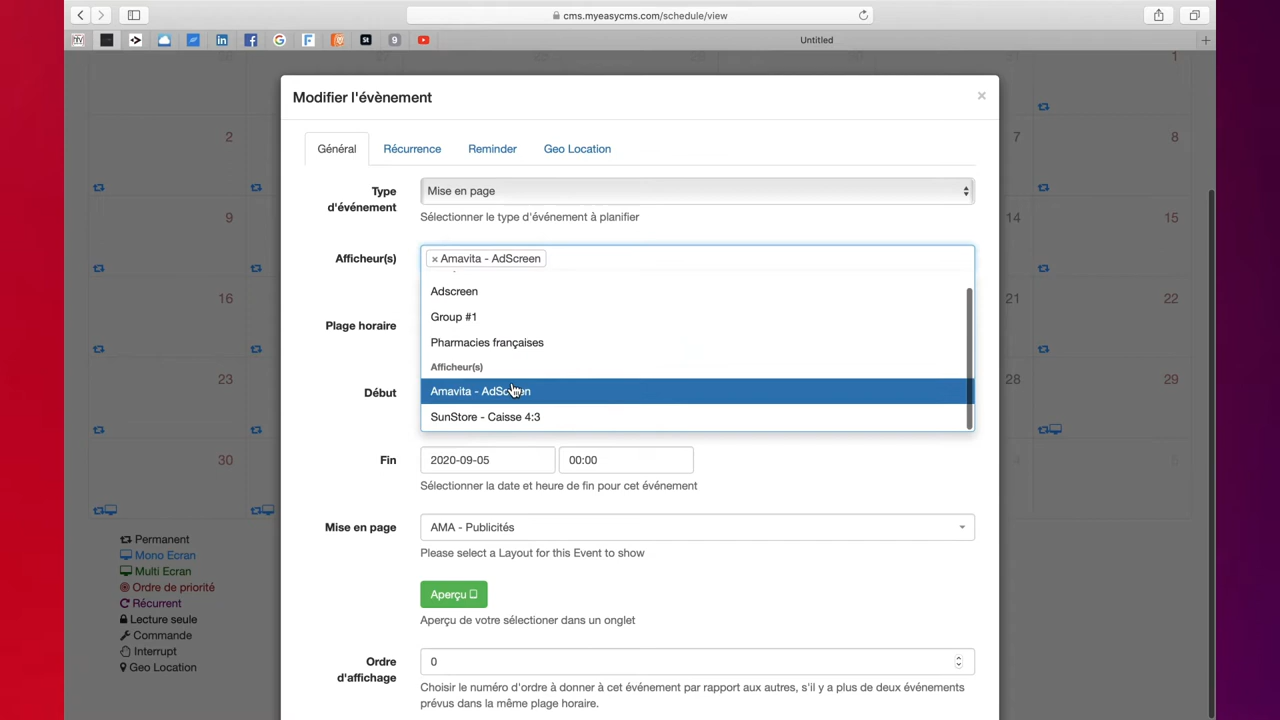 cms.myeasycms.com/schedule/view
Untitled
Modifier l'évènement
×
Général Récurrence Reminder Geo Location
Type d'événement
Mise en page
Sélectionner le type d'événement à planifier
Afficheur(s)
× Amavita - AdScreen
Adscreen
Group #1
Pharmacies françaises
Afficheur(s)
Amavita - AdScreen
SunStore - Caisse 4:3
Plage horaire
Début
Fin
2020-09-05 00:00
Sélectionner la date et heure de fin pour cet événement
Mise en page
AMA - Publicités
Please select a Layout for this Event to show
Aperçu
Aperçu de votre sélectioner dans un onglet
Ordre d'affichage
0
Choisir le numéro d'ordre à donner à cet événement par rapport aux autres, s'il y a plus de deux événements
prévus dans la même plage horaire.
1
2 7 8
9 14 15
16 21 22
23 28 29
30
Permanent
Mono Ecran
Multi Ecran
Ordre de priorité
Récurrent
Lecture seule
Commande
Interrupt
Geo Location